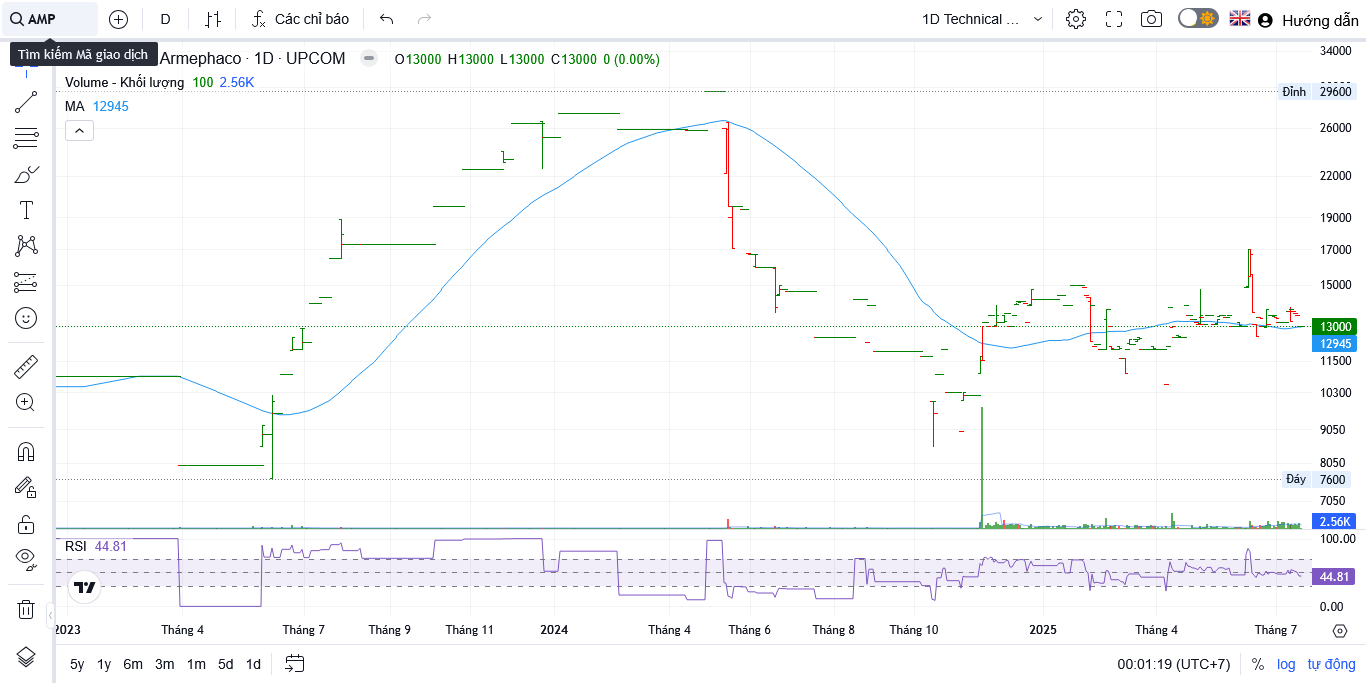 AMP
D
Các chỉ báo
1D Technical ...
Hướng dẫn
Tìm kiếm Mã giao dịch
Armephaco · 1D · UPCOM
O13000 H13000 L13000 C13000 0 (0.00%)
Volume - Khối lượng 100 2.56K
MA 12945
34000
Đỉnh 29600
26000
22000
19000
17000
15000
13000
12945
11500
10300
9050
8050
Đáy 7600
7050
2.56K
RSI 44.81
100.00
44.81
0.00
2023 Tháng 4 Tháng 7 Tháng 9 Tháng 11 2024 Tháng 4 Tháng 6 Tháng 8 Tháng 10 2025 Tháng 4 Tháng 7
5y 1y 6m 3m 1m 5d 1d
00:01:19 (UTC+7) % log tự động